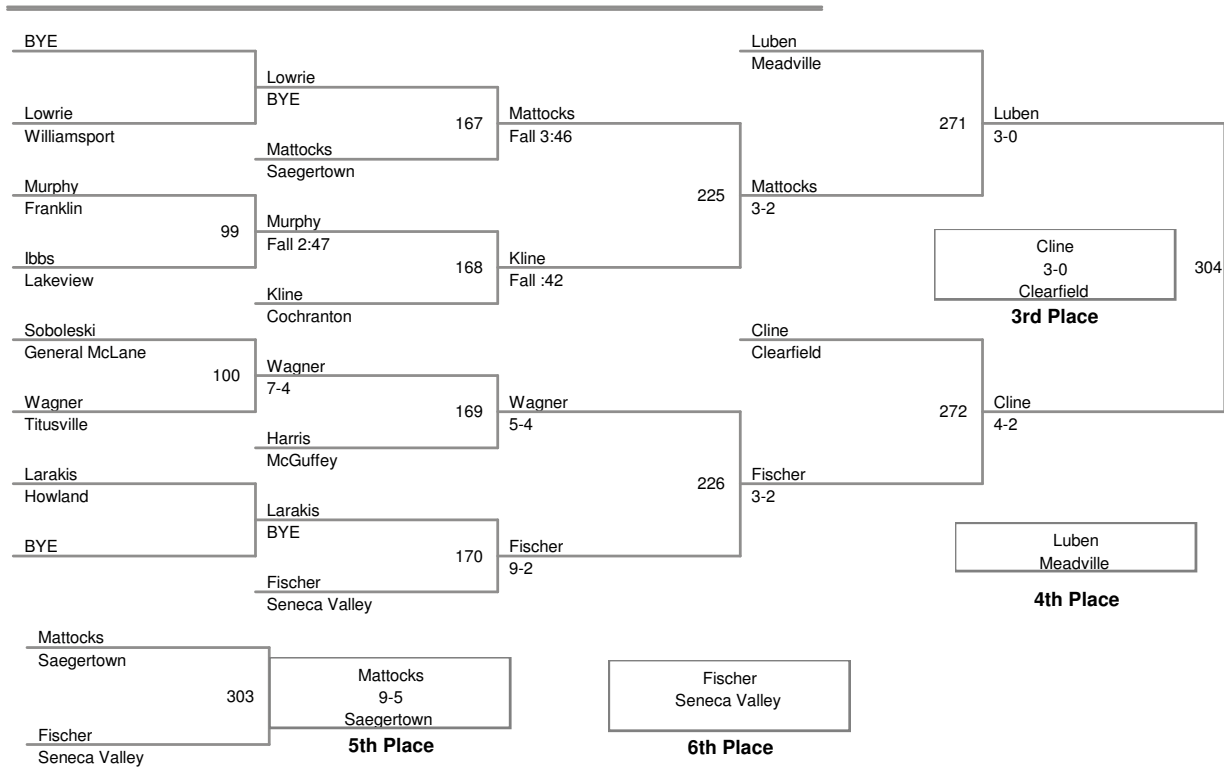 BYE
Lowrie
Williamsport
Murphy
Franklin
99
Ibbs
Lakeview
Soboleski
General McLane
100
Wagner
Titusville
Larakis
Howland
BYE
Lowrie
BYE
167
Mattocks
Saegertown
Murphy
Fall 2:47
168
Kline
Cochranton
Wagner
7-4
169
Harris
McGuffey
Larakis
BYE
170
Fischer
Seneca Valley
Mattocks
Fall 3:46
225
Kline
Fall :42
Wagner
5-4
226
Fischer
9-2
Luben
Meadville
271
Mattocks
3-2
Cline
Clearfield
272
Fischer
3-2
Luben
3-0
304
Cline
4-2
Cline
3-0
Clearfield
3rd Place
Luben
Meadville
4th Place
Mattocks
Saegertown
303
Fischer
Seneca Valley
Mattocks
9-5
Saegertown
5th Place
Fischer
Seneca Valley
6th Place